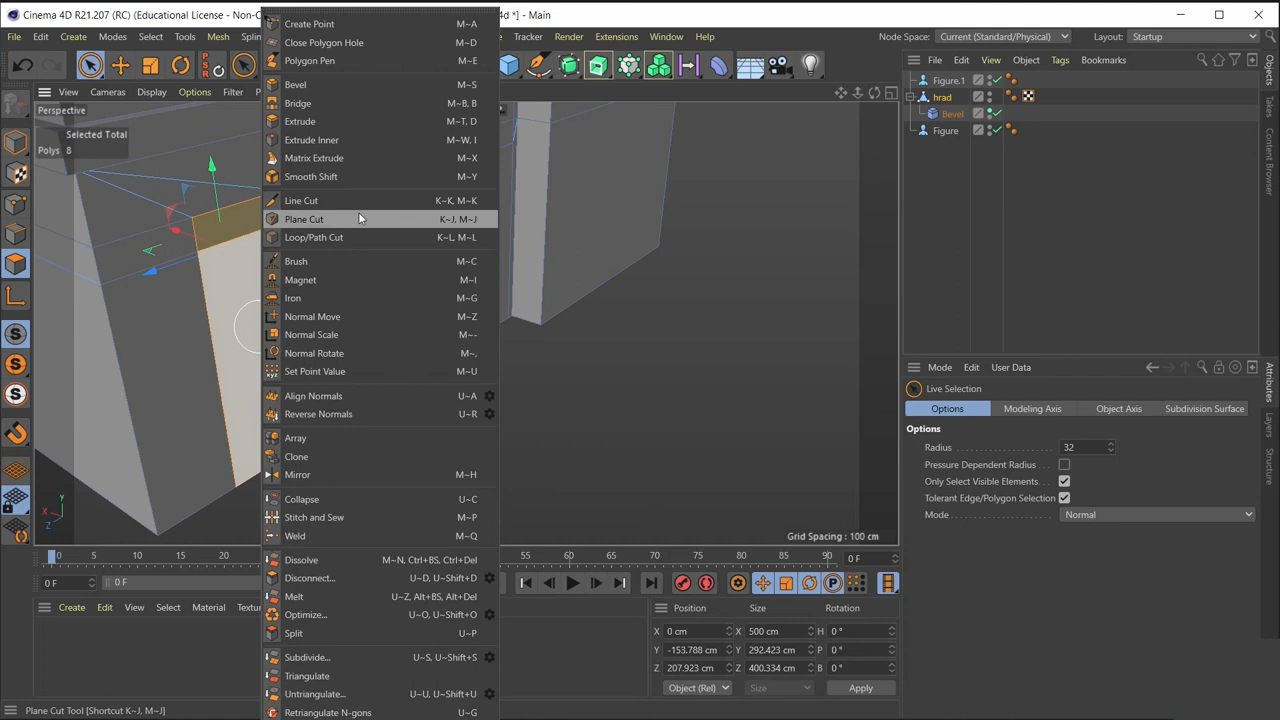 Cinema 4D R21.207 (RC) (Educational License - Non-C
4d *] - Main
File Edit Create Modes Select Tools Mesh Splin
Tracker Render Extensions Window Help
Node Space: Current (Standard/Physical) Layout: Startup
View Cameras Display Options Filter
Perspective
Selected Total
Polys 8
Create Point M~A
Close Polygon Hole M~D
Polygon Pen M~E
Bevel M~S
Bridge M~B, B
Extrude M~T, D
Extrude Inner M~W, I
Matrix Extrude M~X
Smooth Shift M~Y
Line Cut K~K, M~K
Plane Cut K~J, M~J
Loop/Path Cut K~L, M~L
Brush M~C
Magnet M~I
Iron M~G
Normal Move M~Z
Normal Scale M~-
Normal Rotate M~,
Set Point Value M~U
Align Normals U~A
Reverse Normals U~R
Array
Clone
Mirror M~H
Collapse U~C
Stitch and Sew M~P
Weld M~Q
Dissolve M~N, Ctrl+BS, Ctrl+Del
Disconnect... U~D, U~Shift+D
Melt U~Z, Alt+BS, Alt+Del
Optimize... U~O, U~Shift+O
Split U~P
Subdivide... U~S, U~Shift+S
Triangulate
Untriangulate... U~U, U~Shift+U
Retriangulate N-gons U~G
Grid Spacing : 100 cm
Y
X
Z
0 5 10 15 20
55 60 65 70 75 80 85 90 0 F
0 F 0 F
Create Edit View Select Material Textu
Position Size Rotation
X 0 cm X 500 cm H 0 °
Y -153.788 cm Y 292.423 cm P 0 °
Z 207.923 cm Z 400.334 cm B 0 °
Object (Rel) Size Apply
Plane Cut Tool [Shortcut K~J, M~J]
File Edit View Object Tags Bookmarks
Figure.1
hrad
Bevel
Figure
Objects
Takes
Content Browser
Mode Edit User Data
Live Selection
Options Modeling Axis Object Axis Subdivision Surface
Options
Radius 32
Pressure Dependent Radius
Only Select Visible Elements
Tolerant Edge/Polygon Selection
Mode Normal
Attributes
Layers
Structure